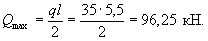 Q_max = ql/2 = 35·5,5/2 = 96,25 кН.